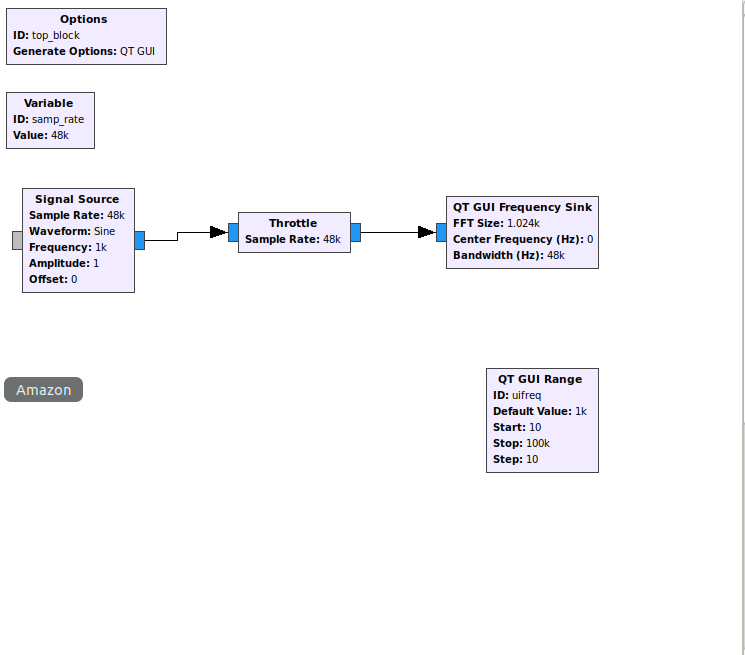 Options
ID: top_block
Generate Options: QT GUI
Variable
ID: samp_rate
Value: 48k
Signal Source
Sample Rate: 48k
Waveform: Sine
Frequency: 1k
Amplitude: 1
Offset: 0
Throttle
Sample Rate: 48k
QT GUI Frequency Sink
FFT Size: 1.024k
Center Frequency (Hz): 0
Bandwidth (Hz): 48k
Amazon
QT GUI Range
ID: uifreq
Default Value: 1k
Start: 10
Stop: 100k
Step: 10